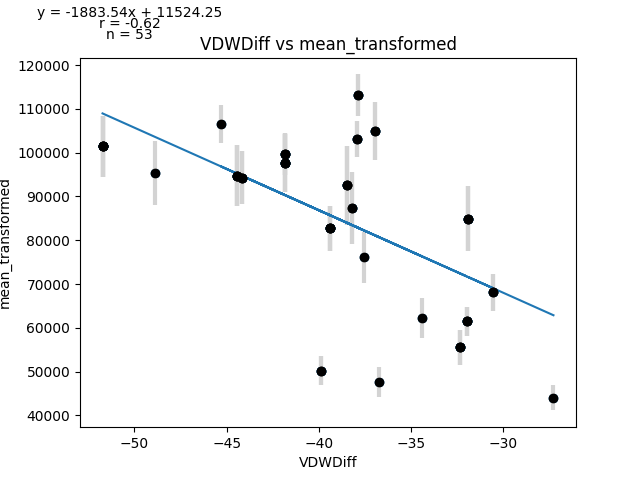 y = -1883.54x + 11524.25
r = -0.62
n = 53
VDWDiff vs mean_transformed
120000
110000
100000
90000
80000
70000
60000
50000
40000
mean_transformed
−50
−45
−40
−35
−30
VDWDiff